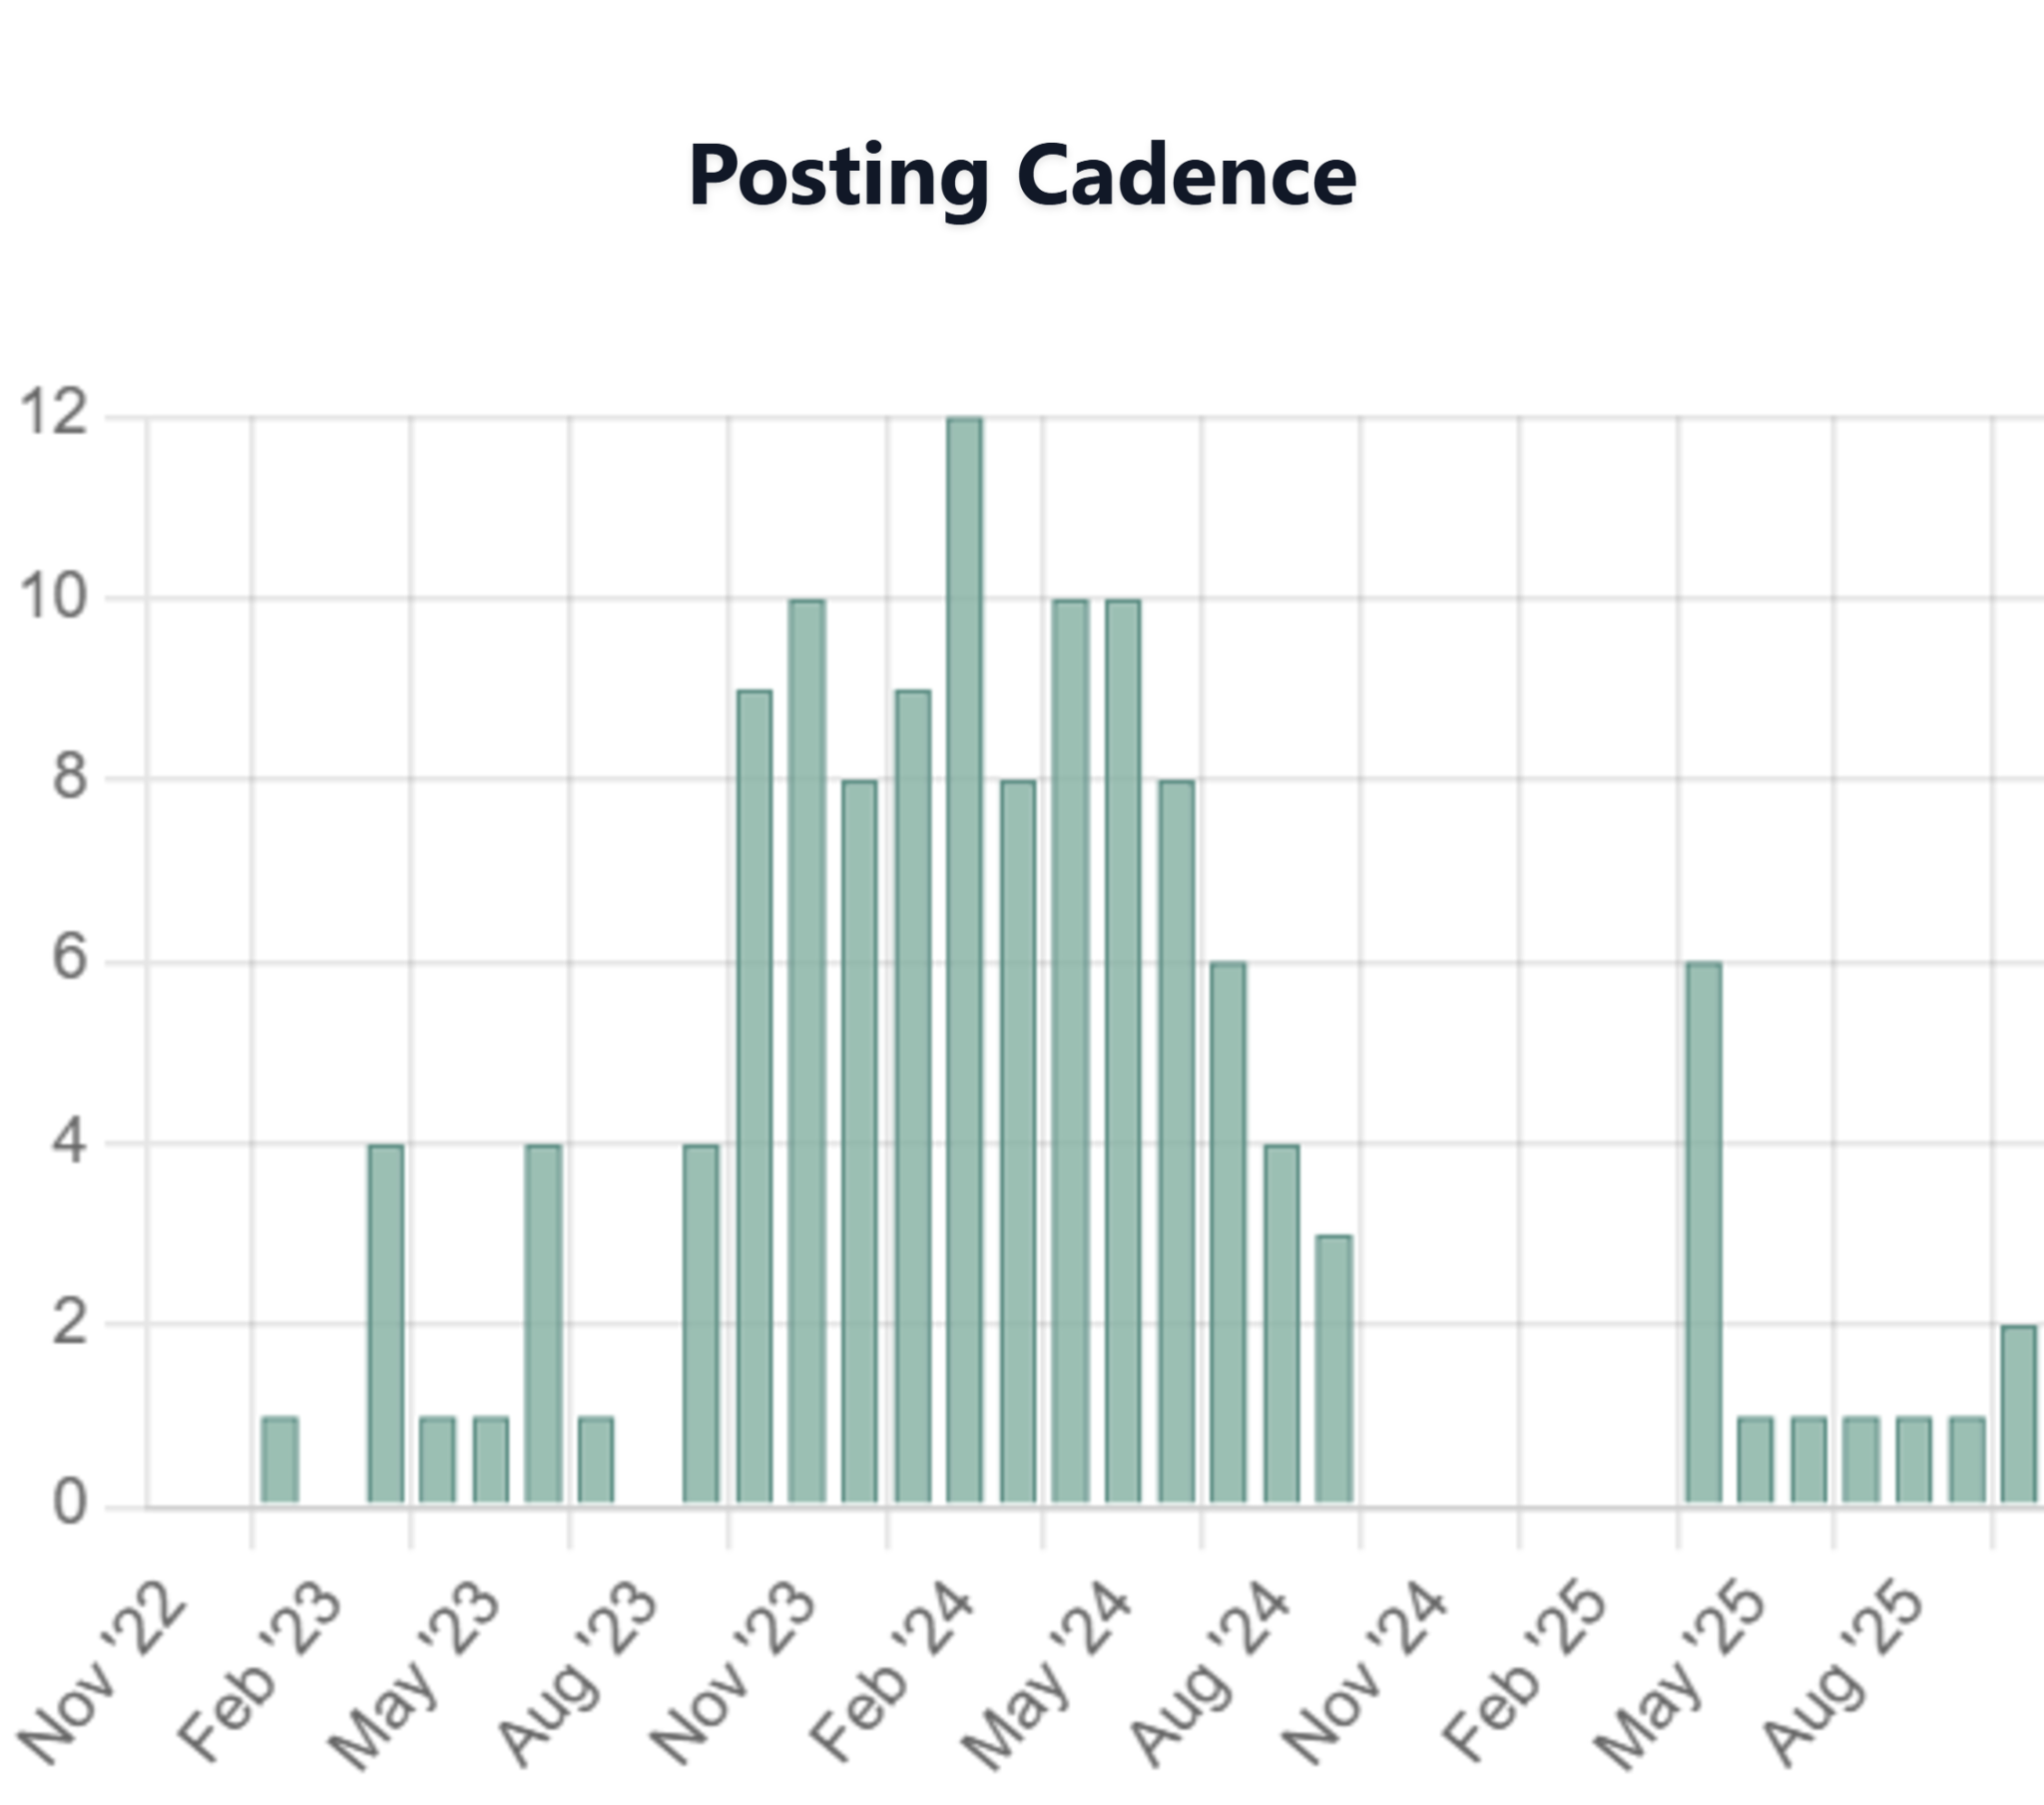 Posting Cadence
12
10
8
6
4
2
0
Nov '22
Feb '23
May '23
Aug '23
Nov '23
Feb '24
May '24
Aug '24
Nov '24
Feb '25
May '25
Aug '25